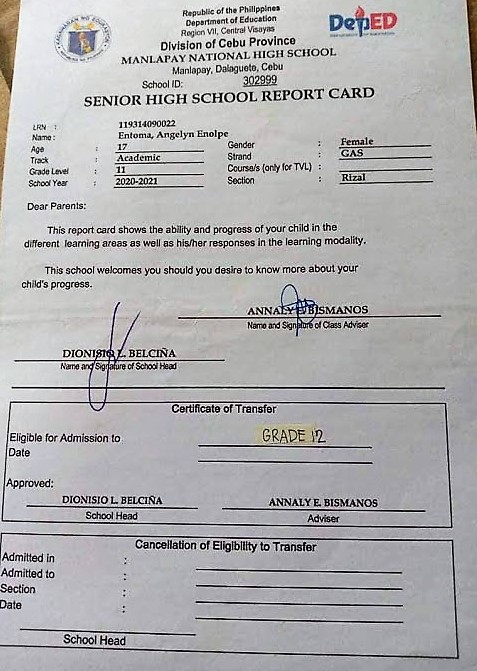 Republic of the Philippines
Department of Education
Region VII, Central Visayas
Division of Cebu Province
MANLAPAY NATIONAL HIGH SCHOOL
Manlapay, Dalaguete, Cebu
School ID: 302999
DepED
SENIOR HIGH SCHOOL REPORT CARD
LRN : 119314090022
Name : Entoma, Angelyn Enolpe
Age : 17 Gender : Female
Track : Academic Strand : GAS
Grade Level : 11 Course/s (only for TVL) :
School Year : 2020-2021 Section : Rizal
Dear Parents:
This report card shows the ability and progress of your child in the
different learning areas as well as his/her responses in the learning modality.
This school welcomes you should you desire to know more about your
child's progress.
ANNALY E. BISMANOS
Name and Signature of Class Adviser
DIONISIO L. BELCIÑA
Name and Signature of School Head
Certificate of Transfer
Eligible for Admission to GRADE 12
Date
Approved:
DIONISIO L. BELCIÑA ANNALY E. BISMANOS
School Head Adviser
Cancellation of Eligibility to Transfer
Admitted in :
Admitted to :
Section :
Date :
School Head